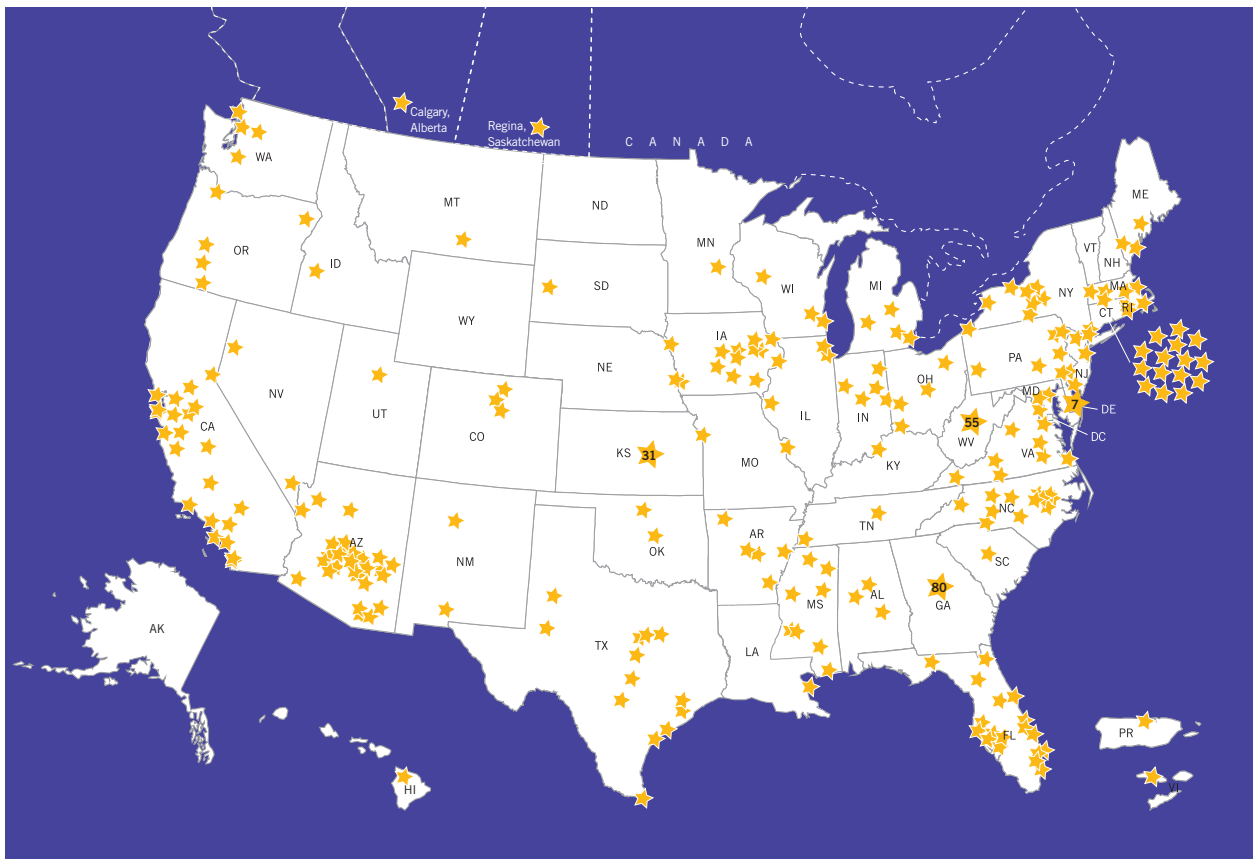 Calgary,
Alberta
Regina,
Saskatchewan
C A N A D A
WA
MT
ND
MN
ME
OR
ID
SD
WI
MI
VT
NH
NY
MA
WY
IA
CT
RI
NE
PA
NV
UT
OH
NJ
CO
IL
IN
MD
7
DE
CA
KS
31
55
WV
DC
MO
KY
VA
AZ
NM
OK
AR
TN
NC
SC
MS
AL
80
GA
AK
TX
LA
FL
PR
HI
VI